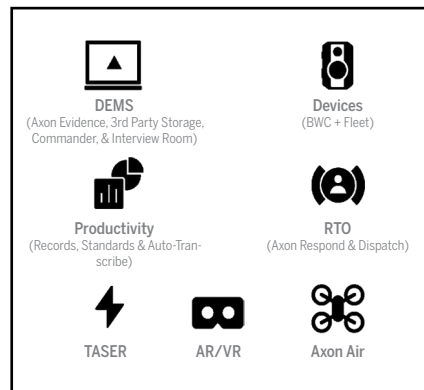 DEMS
(Axon Evidence, 3rd Party Storage,
Commander, & Interview Room)
Devices
(BWC + Fleet)
Productivity
(Records, Standards & Auto-Tran-
scribe)
RTO
(Axon Respond & Dispatch)
TASER
AR/VR
Axon Air